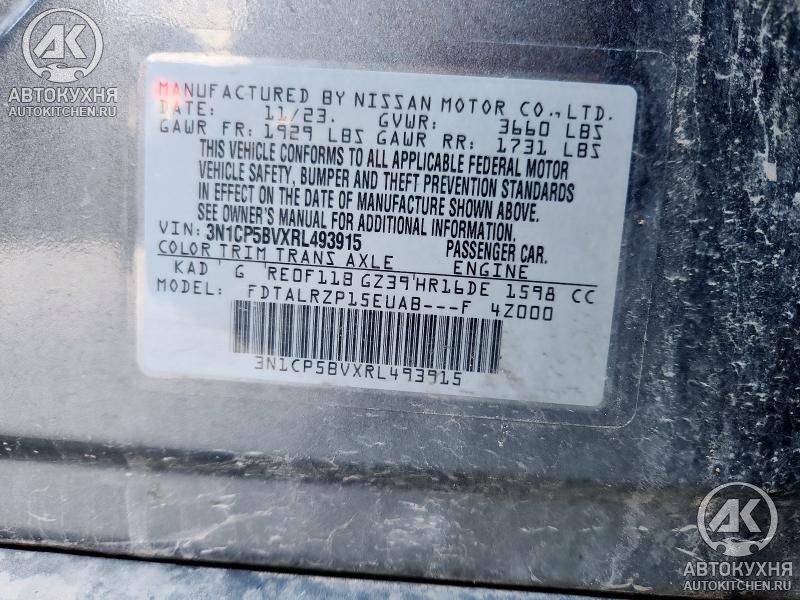 АК
АВТОКУХНЯ
AUTOKITCHEN.RU
MANUFACTURED BY NISSAN MOTOR CO., LTD.
DATE: 11/23. GVWR: 3660 LBS
GAWR FR: 1929 LBS GAWR RR: 1731 LBS
THIS VEHICLE CONFORMS TO ALL APPLICABLE FEDERAL MOTOR
VEHICLE SAFETY, BUMPER AND THEFT PREVENTION STANDARDS
IN EFFECT ON THE DATE OF MANUFACTURE SHOWN ABOVE.
SEE OWNER'S MANUAL FOR ADDITIONAL INFORMATION.
VIN: 3N1CP5BVXRL493915 PASSENGER CAR.
COLOR TRIM TRANS AXLE ENGINE
KAD G RE0F11B GZ39 HR16DE 1598 CC
MODEL: FDTALRZP15EUAB---F 4Z000
3N1CP5BVXRL493915
АК
АВТОКУХНЯ
AUTOKITCHEN.RU